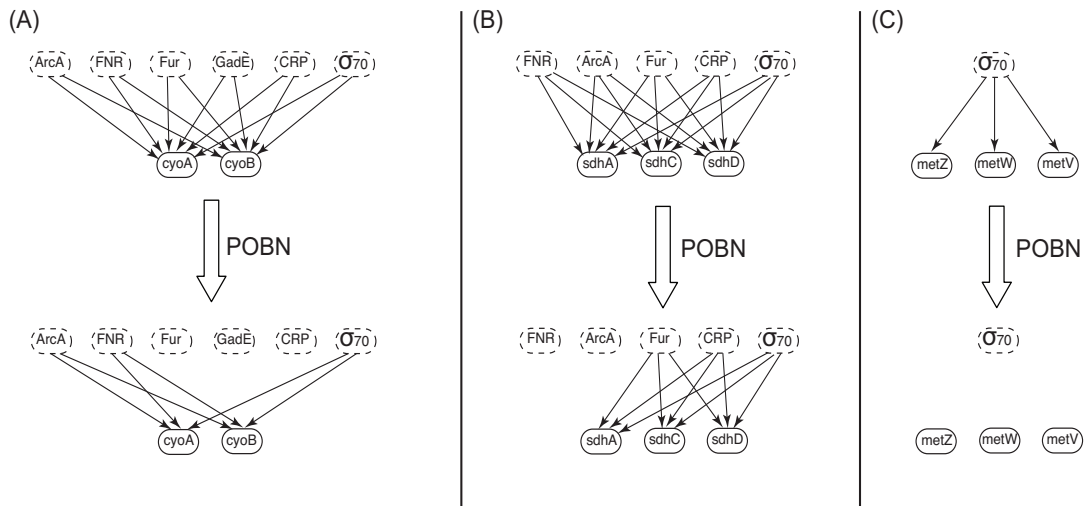 (A)
ArcA FNR Fur GadE CRP σ70
cyoA cyoB
POBN
ArcA FNR Fur GadE CRP σ70
cyoA cyoB
(B)
FNR ArcA Fur CRP σ70
sdhA sdhC sdhD
POBN
FNR ArcA Fur CRP σ70
sdhA sdhC sdhD
(C)
σ70
metZ metW metV
POBN
σ70
metZ metW metV